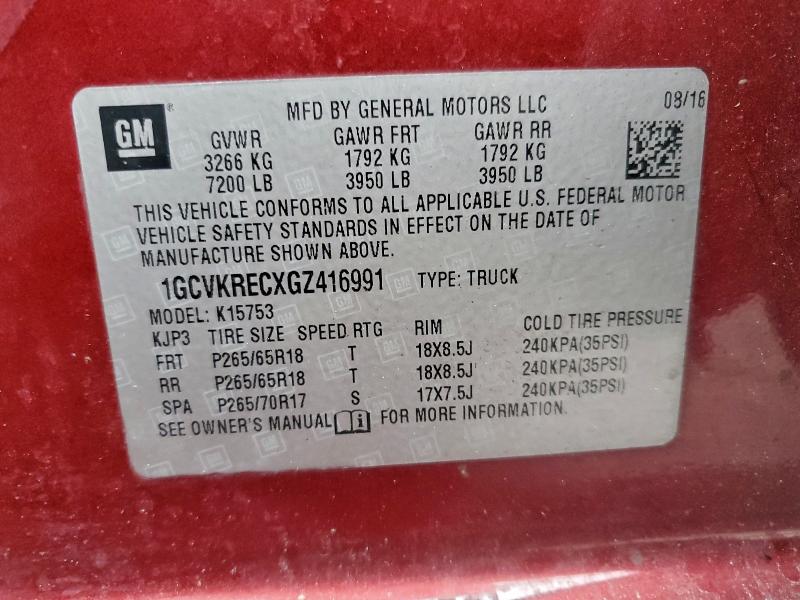 GM
MFD BY GENERAL MOTORS LLC 08/16
GVWR GAWR FRT GAWR RR
3266 KG 1792 KG 1792 KG
7200 LB 3950 LB 3950 LB
THIS VEHICLE CONFORMS TO ALL APPLICABLE U.S. FEDERAL MOTOR
VEHICLE SAFETY STANDARDS IN EFFECT ON THE DATE OF
MANUFACTURE SHOWN ABOVE.
1GCVKRECXGZ416991 TYPE: TRUCK
MODEL: K15753
KJP3 TIRE SIZE SPEED RTG RIM COLD TIRE PRESSURE
FRT P265/65R18 T 18X8.5J 240KPA(35PSI)
RR P265/65R18 T 18X8.5J 240KPA(35PSI)
SPA P265/70R17 S 17X7.5J 240KPA(35PSI)
SEE OWNER'S MANUAL FOR MORE INFORMATION.